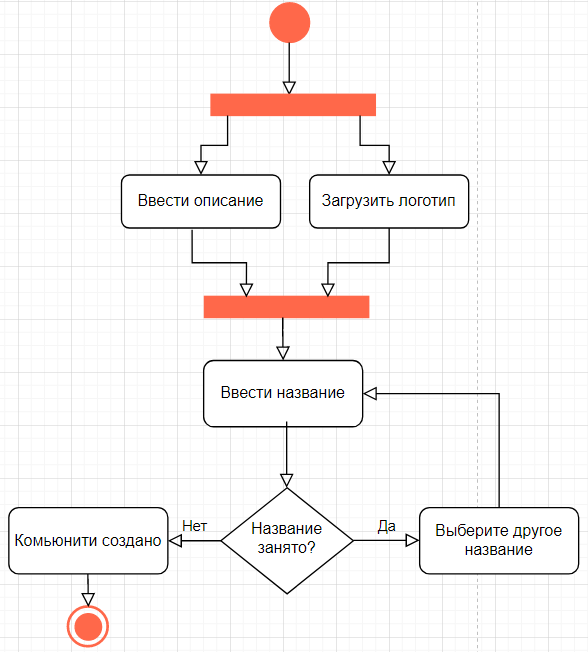 Ввести описание
Загрузить логотип
Ввести название
Нет
Название
занято?
Да
Комьюнити создано
Выберите другое
название